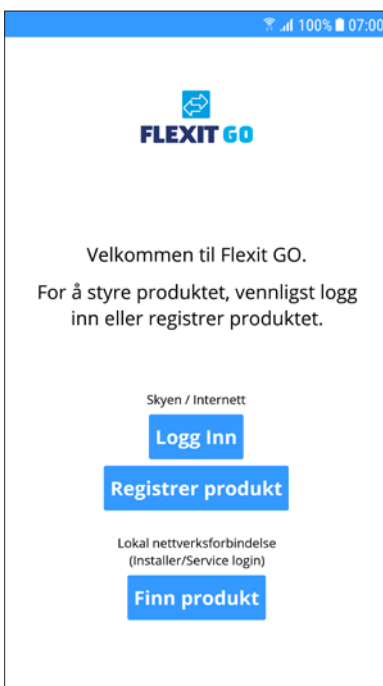 100% 07:00
FLEXIT GO
Velkommen til Flexit GO.
For å styre produktet, vennligst logg
inn eller registrer produktet.
Skyen / Internett
Logg Inn
Registrer produkt
Lokal nettverksforbindelse
(Installer/Service login)
Finn produkt